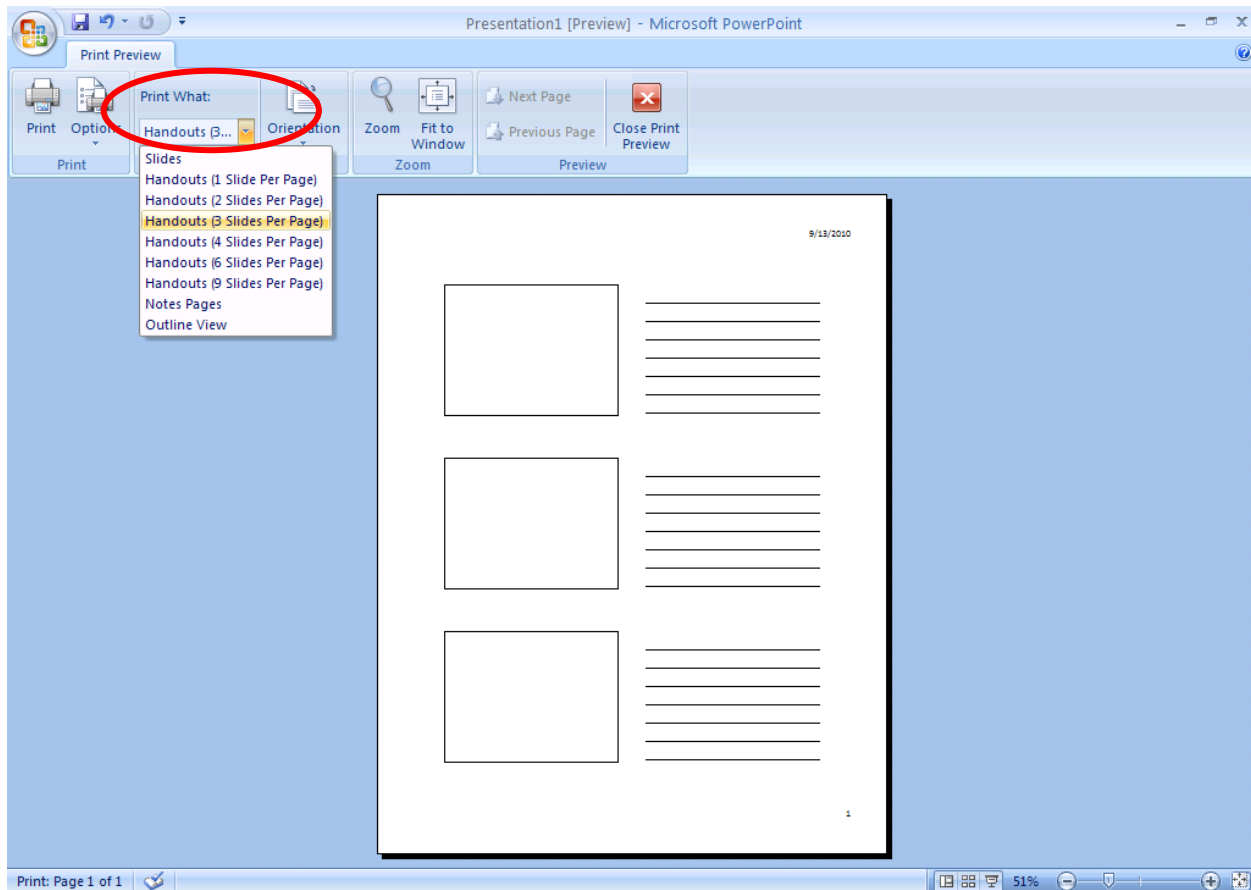 Presentation1 [Preview] - Microsoft PowerPoint
Print Preview
Print What:
Next Page
Handouts (3...
Print
Options
Orientation
Zoom
Fit to
Window
Previous Page
Close Print
Preview
Print
Zoom
Preview
Slides
Handouts (1 Slide Per Page)
Handouts (2 Slides Per Page)
Handouts (3 Slides Per Page)
Handouts (4 Slides Per Page)
Handouts (6 Slides Per Page)
Handouts (9 Slides Per Page)
Notes Pages
Outline View
9/13/2010
1
Print: Page 1 of 1
51%